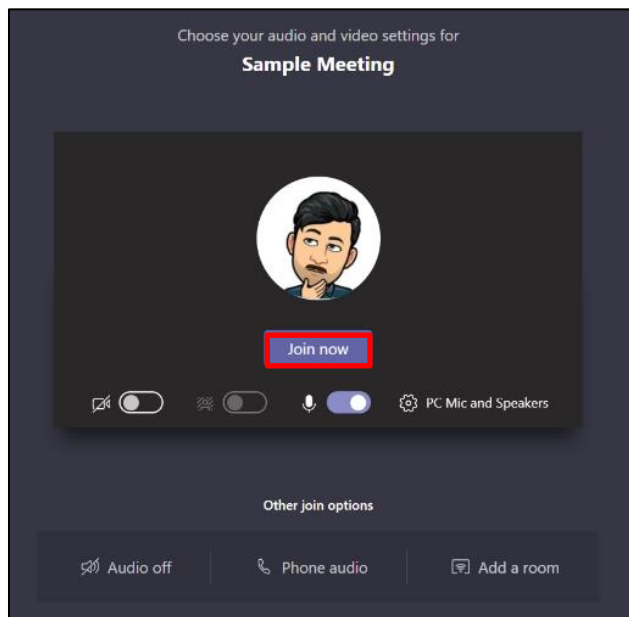 Choose your audio and video settings for
Sample Meeting
Join now
PC Mic and Speakers
Other join options
Audio off
Phone audio
Add a room